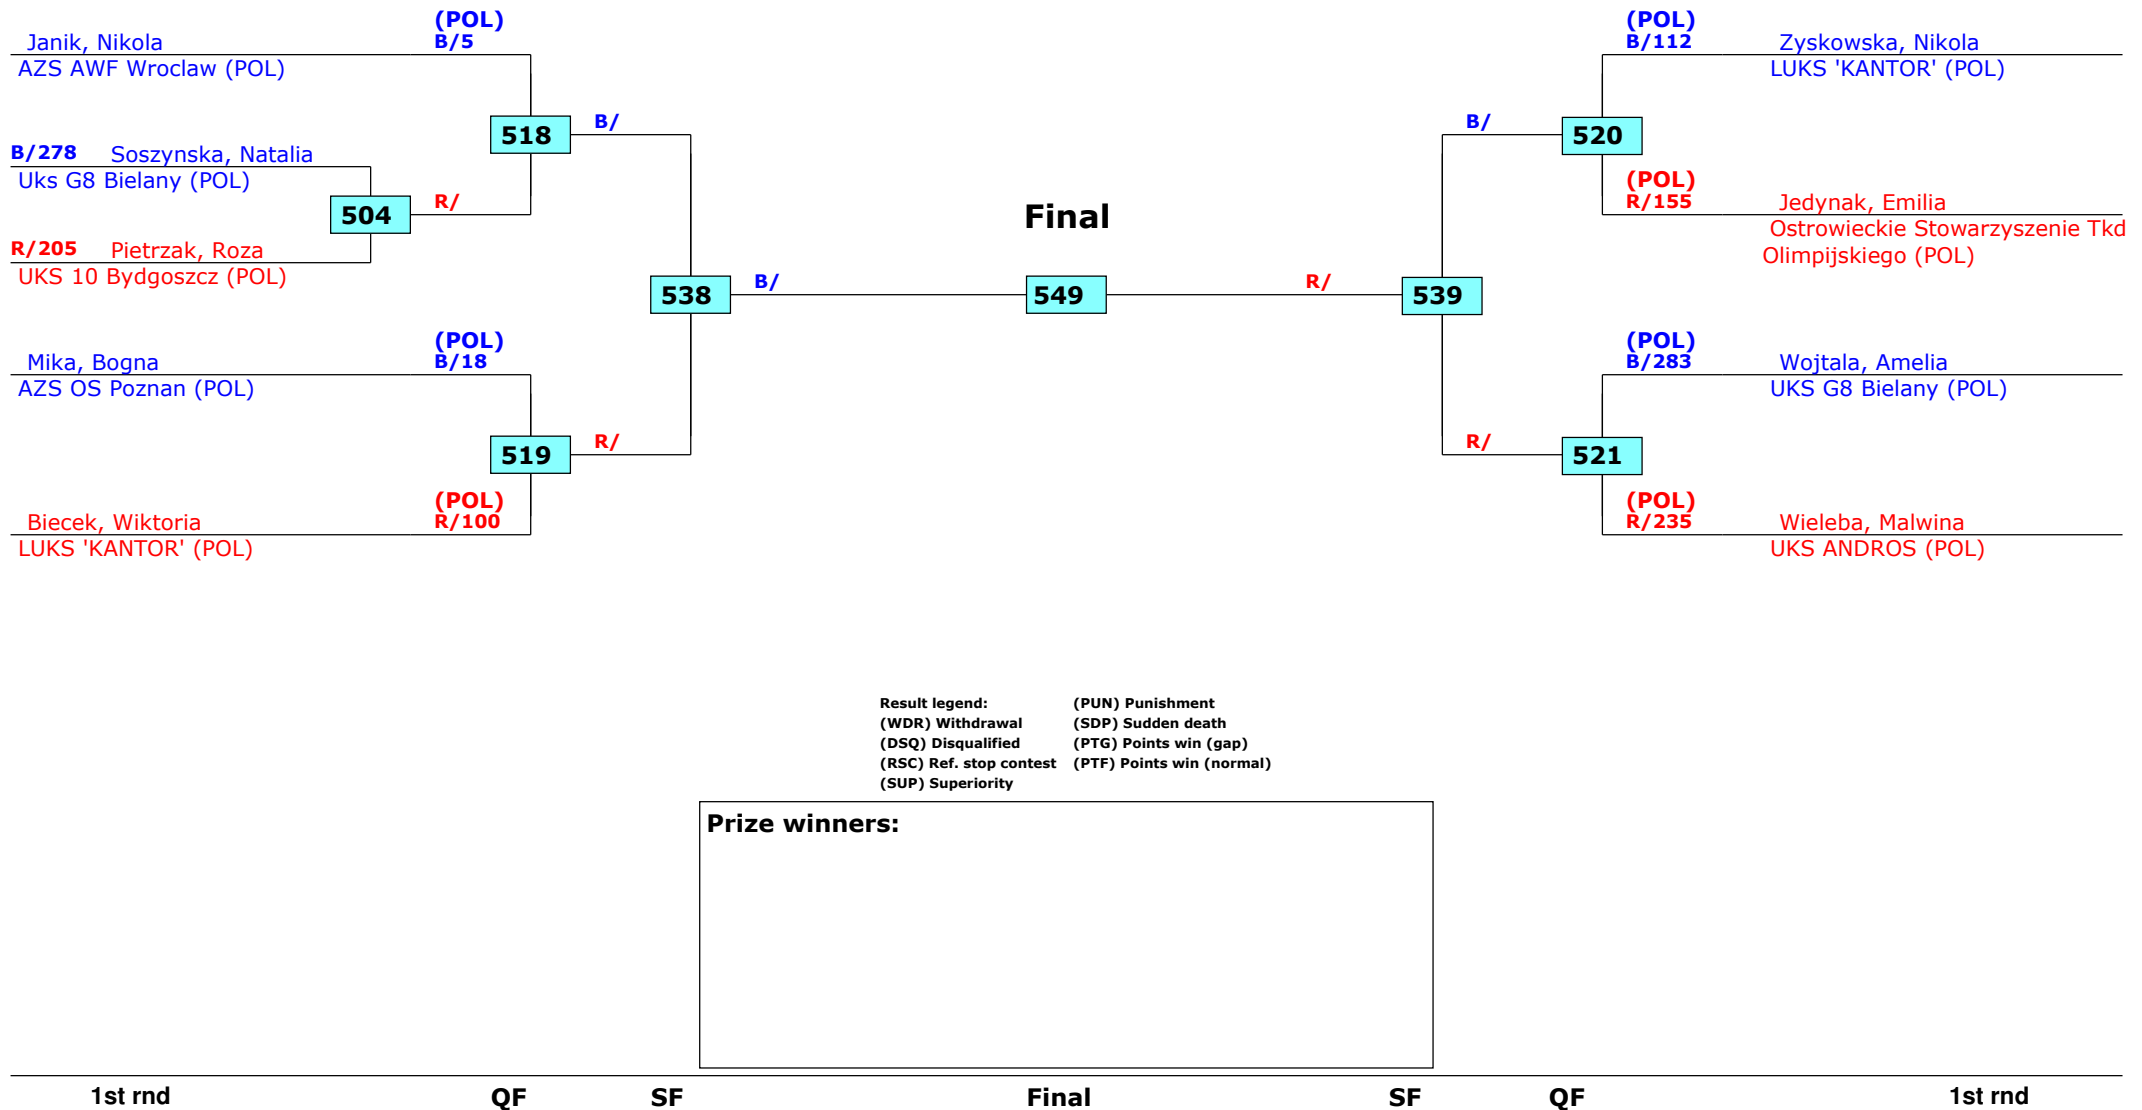 (POL)
Janik, Nikola B/5
AZS AWF Wroclaw (POL)
518 B/
B/278 Soszynska, Natalia
Uks G8 Bielany (POL)
504 R/
R/205 Pietrzak, Roza
UKS 10 Bydgoszcz (POL)
538 B/
(POL)
Mika, Bogna B/18
AZS OS Poznan (POL)
519 R/
(POL)
Biecek, Wiktoria R/100
LUKS 'KANTOR' (POL)
Final
549
(POL)
B/112 Zyskowska, Nikola
LUKS 'KANTOR' (POL)
B/ 520
(POL)
R/155 Jedynak, Emilia
Ostrowieckie Stowarzyszenie Tkd
Olimpijskiego (POL)
R/ 539
(POL)
B/283 Wojtala, Amelia
UKS G8 Bielany (POL)
R/ 521
(POL)
R/235 Wieleba, Malwina
UKS ANDROS (POL)
Result legend: (PUN) Punishment
(WDR) Withdrawal (SDP) Sudden death
(DSQ) Disqualified (PTG) Points win (gap)
(RSC) Ref. stop contest (PTF) Points win (normal)
(SUP) Superiority
Prize winners:
1st rnd QF SF Final SF QF 1st rnd